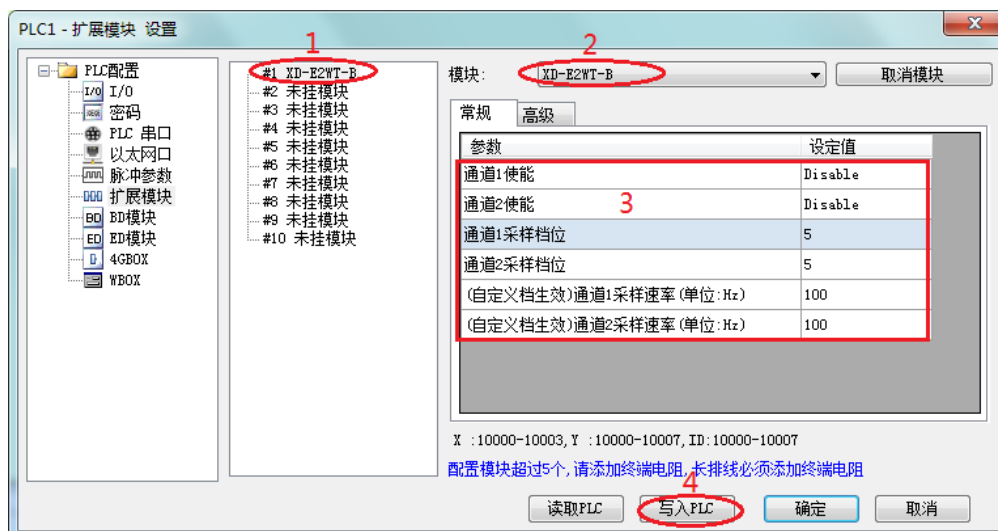 PLC1 - 扩展模块 设置
1
2
PLC配置
I/O I/O
密码
PLC 串口
以太网口
脉冲参数
扩展模块
BD BD模块
ED ED模块
4GBOX
WBOX
#1 XD-E2WT-B
#2 未挂模块
#3 未挂模块
#4 未挂模块
#5 未挂模块
#6 未挂模块
#7 未挂模块
#8 未挂模块
#9 未挂模块
#10 未挂模块
模块: XD-E2WT-B 取消模块
常规 高级
参数 设定值
通道1使能 Disable
通道2使能 Disable
3
通道1采样档位 5
通道2采样档位 5
(自定义档生效)通道1采样速率(单位:Hz) 100
(自定义档生效)通道2采样速率(单位:Hz) 100
X :10000-10003,Y :10000-10007,ID:10000-10007
配置模块超过5个,请添加终端电阻,长排线必须添加终端电阻
4
读取PLC 写入PLC 确定 取消